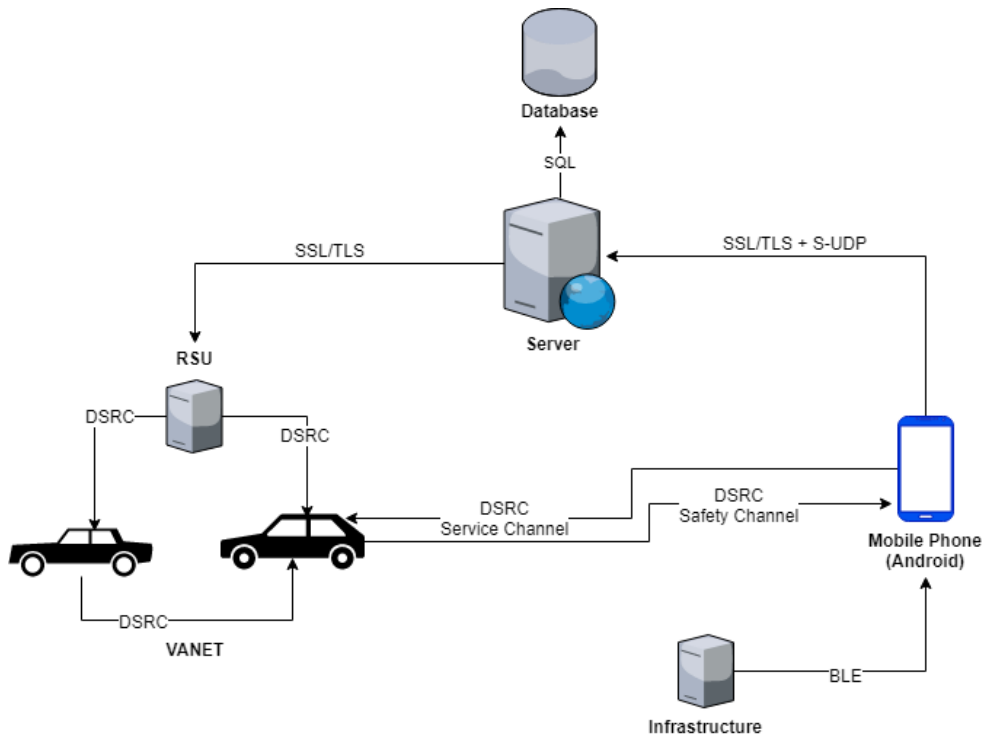 Database
SQL
SSL/TLS
SSL/TLS + S-UDP
Server
RSU
DSRC
DSRC
DSRC
Service Channel
DSRC
Safety Channel
Mobile Phone
(Android)
DSRC
VANET
BLE
Infrastructure